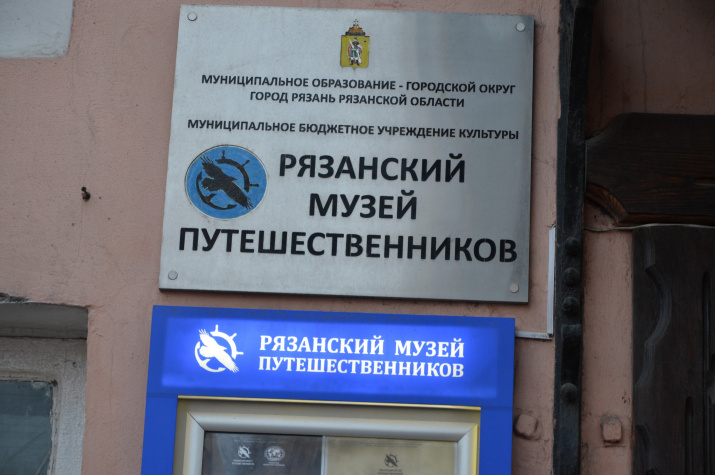 МУНИЦИПАЛЬНОЕ ОБРАЗОВАНИЕ - ГОРОДСКОЙ ОКРУГ
ГОРОД РЯЗАНЬ РЯЗАНСКОЙ ОБЛАСТИ
МУНИЦИПАЛЬНОЕ БЮДЖЕТНОЕ УЧРЕЖДЕНИЕ КУЛЬТУРЫ
РЯЗАНСКИЙ
МУЗЕЙ
ПУТЕШЕСТВЕННИКОВ
РЯЗАНСКИЙ МУЗЕЙ
ПУТЕШЕСТВЕННИКОВ